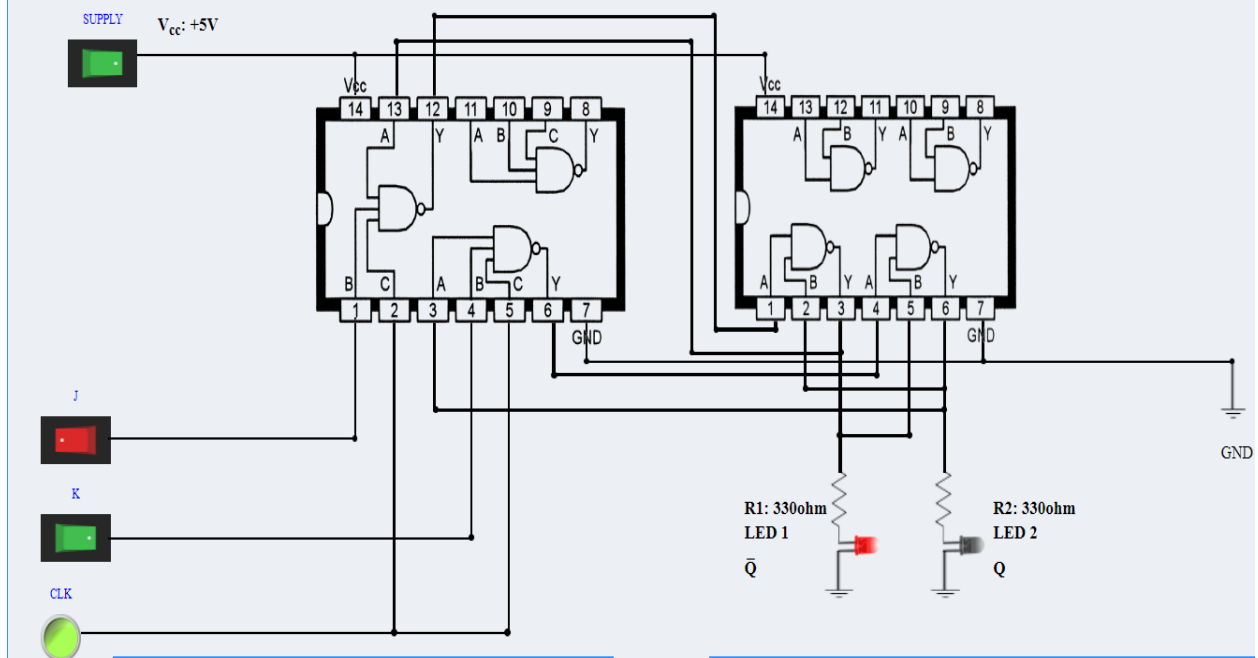 SUPPLY
V_cc: +5V
Vcc
14 13 12 11 10 9 8
A Y A B C Y
B C A B C Y
1 2 3 4 5 6 7
GND
Vcc
14 13 12 11 10 9 8
A B Y A B Y
A B Y A B Y
1 2 3 4 5 6 7
GND
J
K
CLK
R1: 330ohm
LED 1
Q̄
R2: 330ohm
LED 2
Q
GND